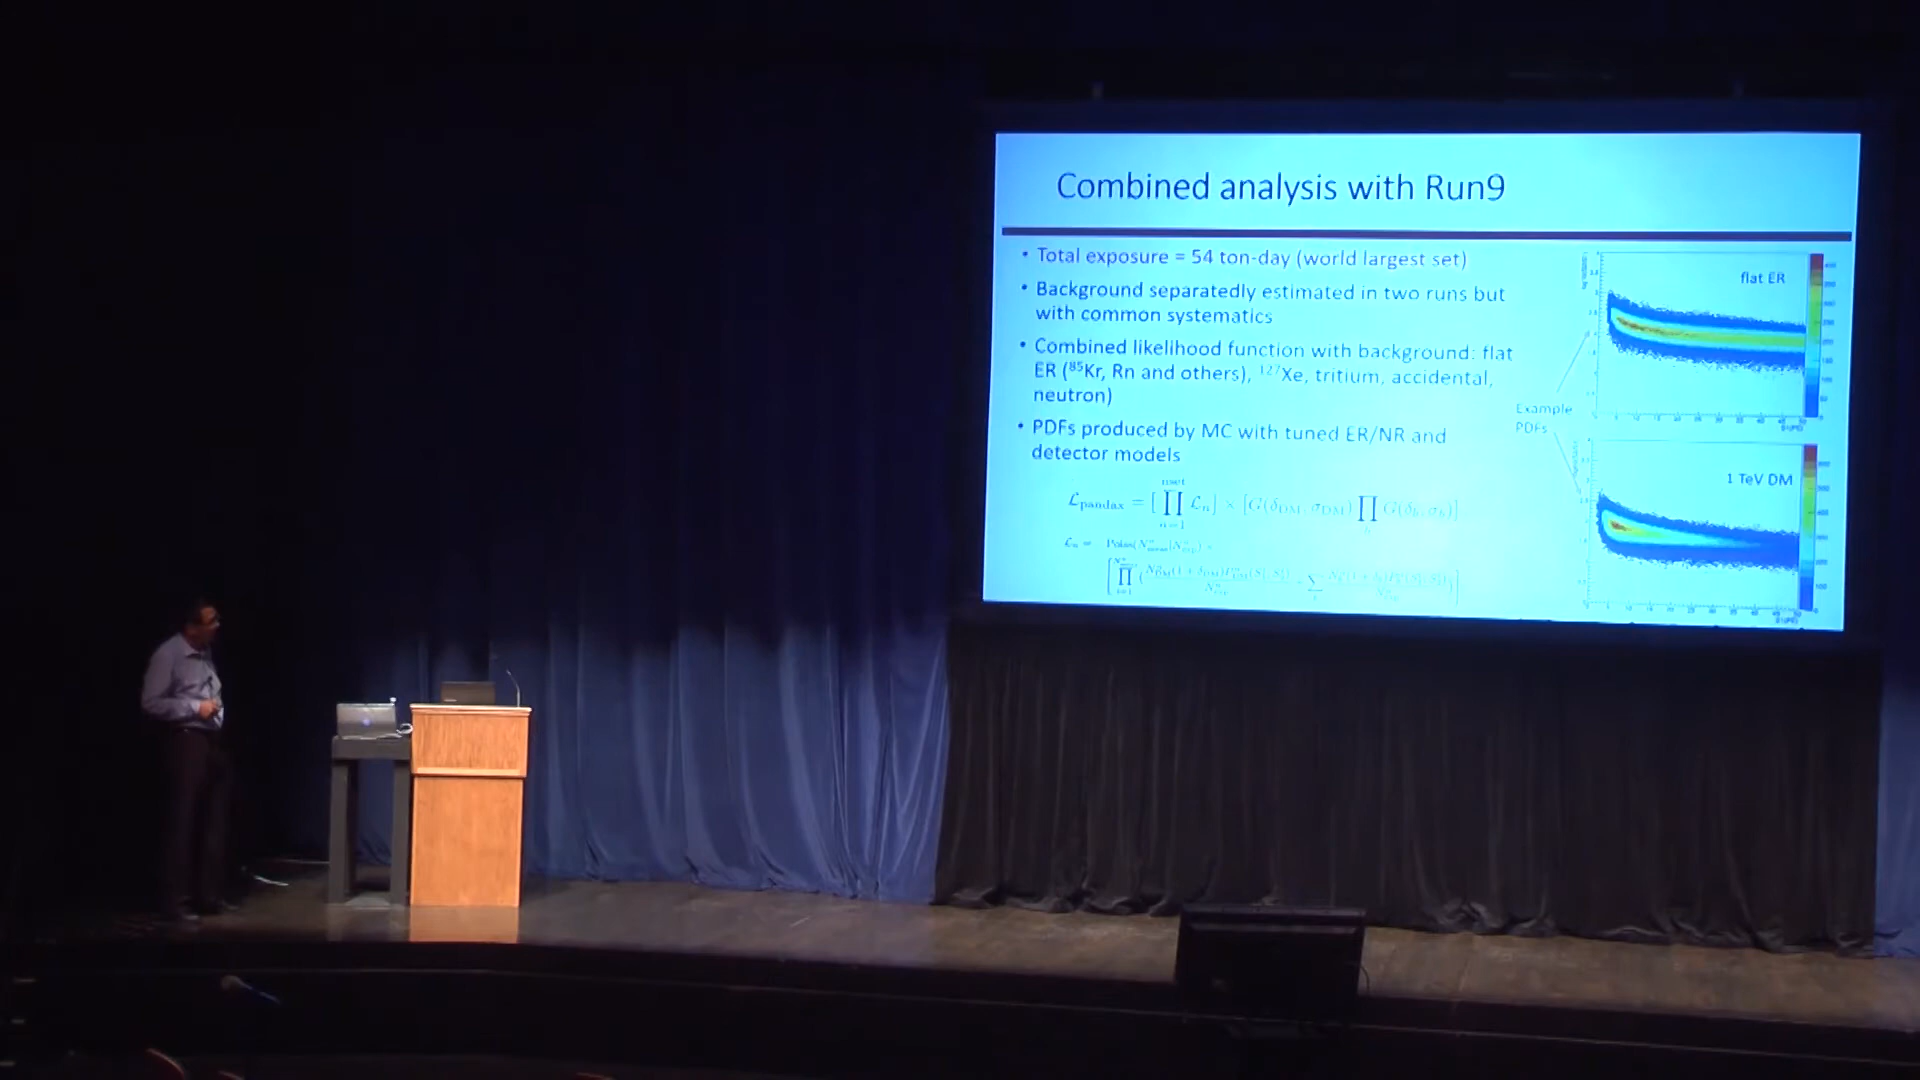 Combined analysis with Run9
• Total exposure = 54 ton-day (world largest set)
• Background separatedly estimated in two runs but
with common systematics
• Combined likelihood function with background: flat
ER (⁸⁵Kr, Rn and others), ¹²⁷Xe, tritium, accidental,
neutron)
• PDFs produced by MC with tuned ER/NR and
detector models
flat ER
Example
PDFs
1 TeV DM